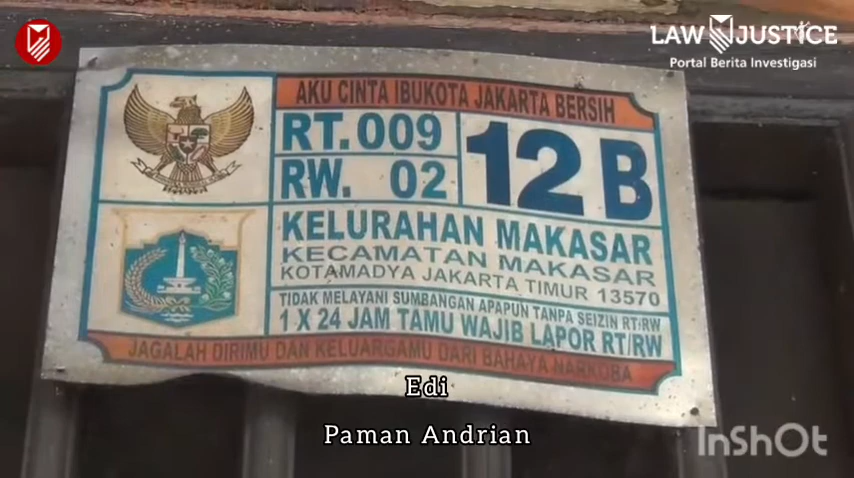 LAW JUSTICE
Portal Berita Investigasi
AKU CINTA IBUKOTA JAKARTA BERSIH
RT. 009
RW. 02
12 B
KELURAHAN MAKASAR
KECAMATAN MAKASAR
KOTAMADYA JAKARTA TIMUR 13570
TIDAK MELAYANI SUMBANGAN APAPUN TANPA SEIZIN RT/RW
1 X 24 JAM TAMU WAJIB LAPOR RT/RW
JAGALAH DIRIMU DAN KELUARGAMU DARI BAHAYA NARKOBA
Edi
Paman Andrian
InShOt